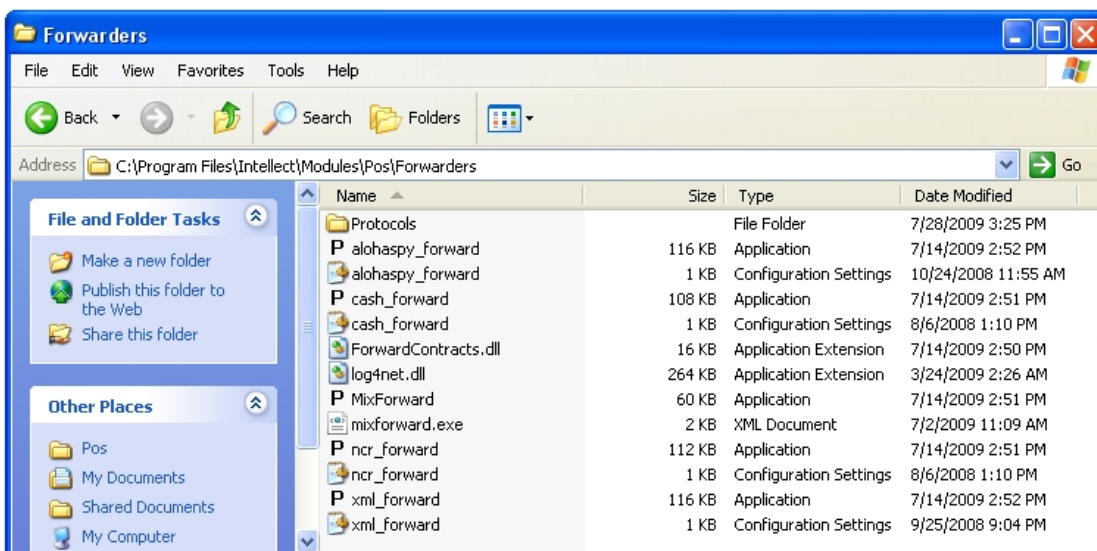 Forwarders
File Edit View Favorites Tools Help
Back Search Folders
Address C:\Program Files\Intellect\Modules\Pos\Forwarders Go
Name Size Type Date Modified
File and Folder Tasks
Make a new folder
Publish this folder to
the Web
Share this folder
Other Places
Pos
My Documents
Shared Documents
My Computer
Protocols File Folder 7/28/2009 3:25 PM
P alohaspy_forward 116 KB Application 7/14/2009 2:52 PM
alohaspy_forward 1 KB Configuration Settings 10/24/2008 11:55 AM
P cash_forward 108 KB Application 7/14/2009 2:51 PM
cash_forward 1 KB Configuration Settings 8/6/2008 1:10 PM
ForwardContracts.dll 16 KB Application Extension 7/14/2009 2:50 PM
log4net.dll 264 KB Application Extension 3/24/2009 2:26 AM
P MixForward 60 KB Application 7/14/2009 2:51 PM
mixforward.exe 2 KB XML Document 7/2/2009 11:09 AM
P ncr_forward 112 KB Application 7/14/2009 2:51 PM
ncr_forward 1 KB Configuration Settings 8/6/2008 1:10 PM
P xml_forward 116 KB Application 7/14/2009 2:52 PM
xml_forward 1 KB Configuration Settings 9/25/2008 9:04 PM